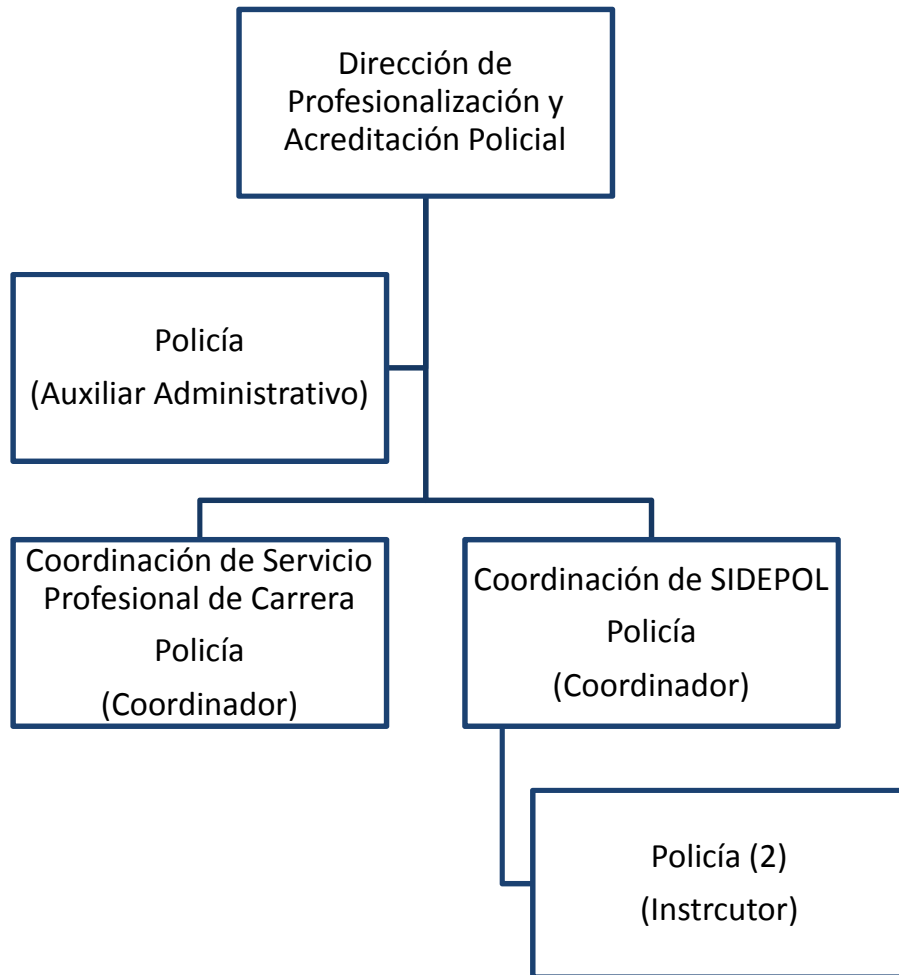 Dirección de
Profesionalización y
Acreditación Policial
Policía
(Auxiliar Administrativo)
Coordinación de Servicio
Profesional de Carrera
Policía
(Coordinador)
Coordinación de SIDEPOL
Policía
(Coordinador)
Policía (2)
(Instrcutor)